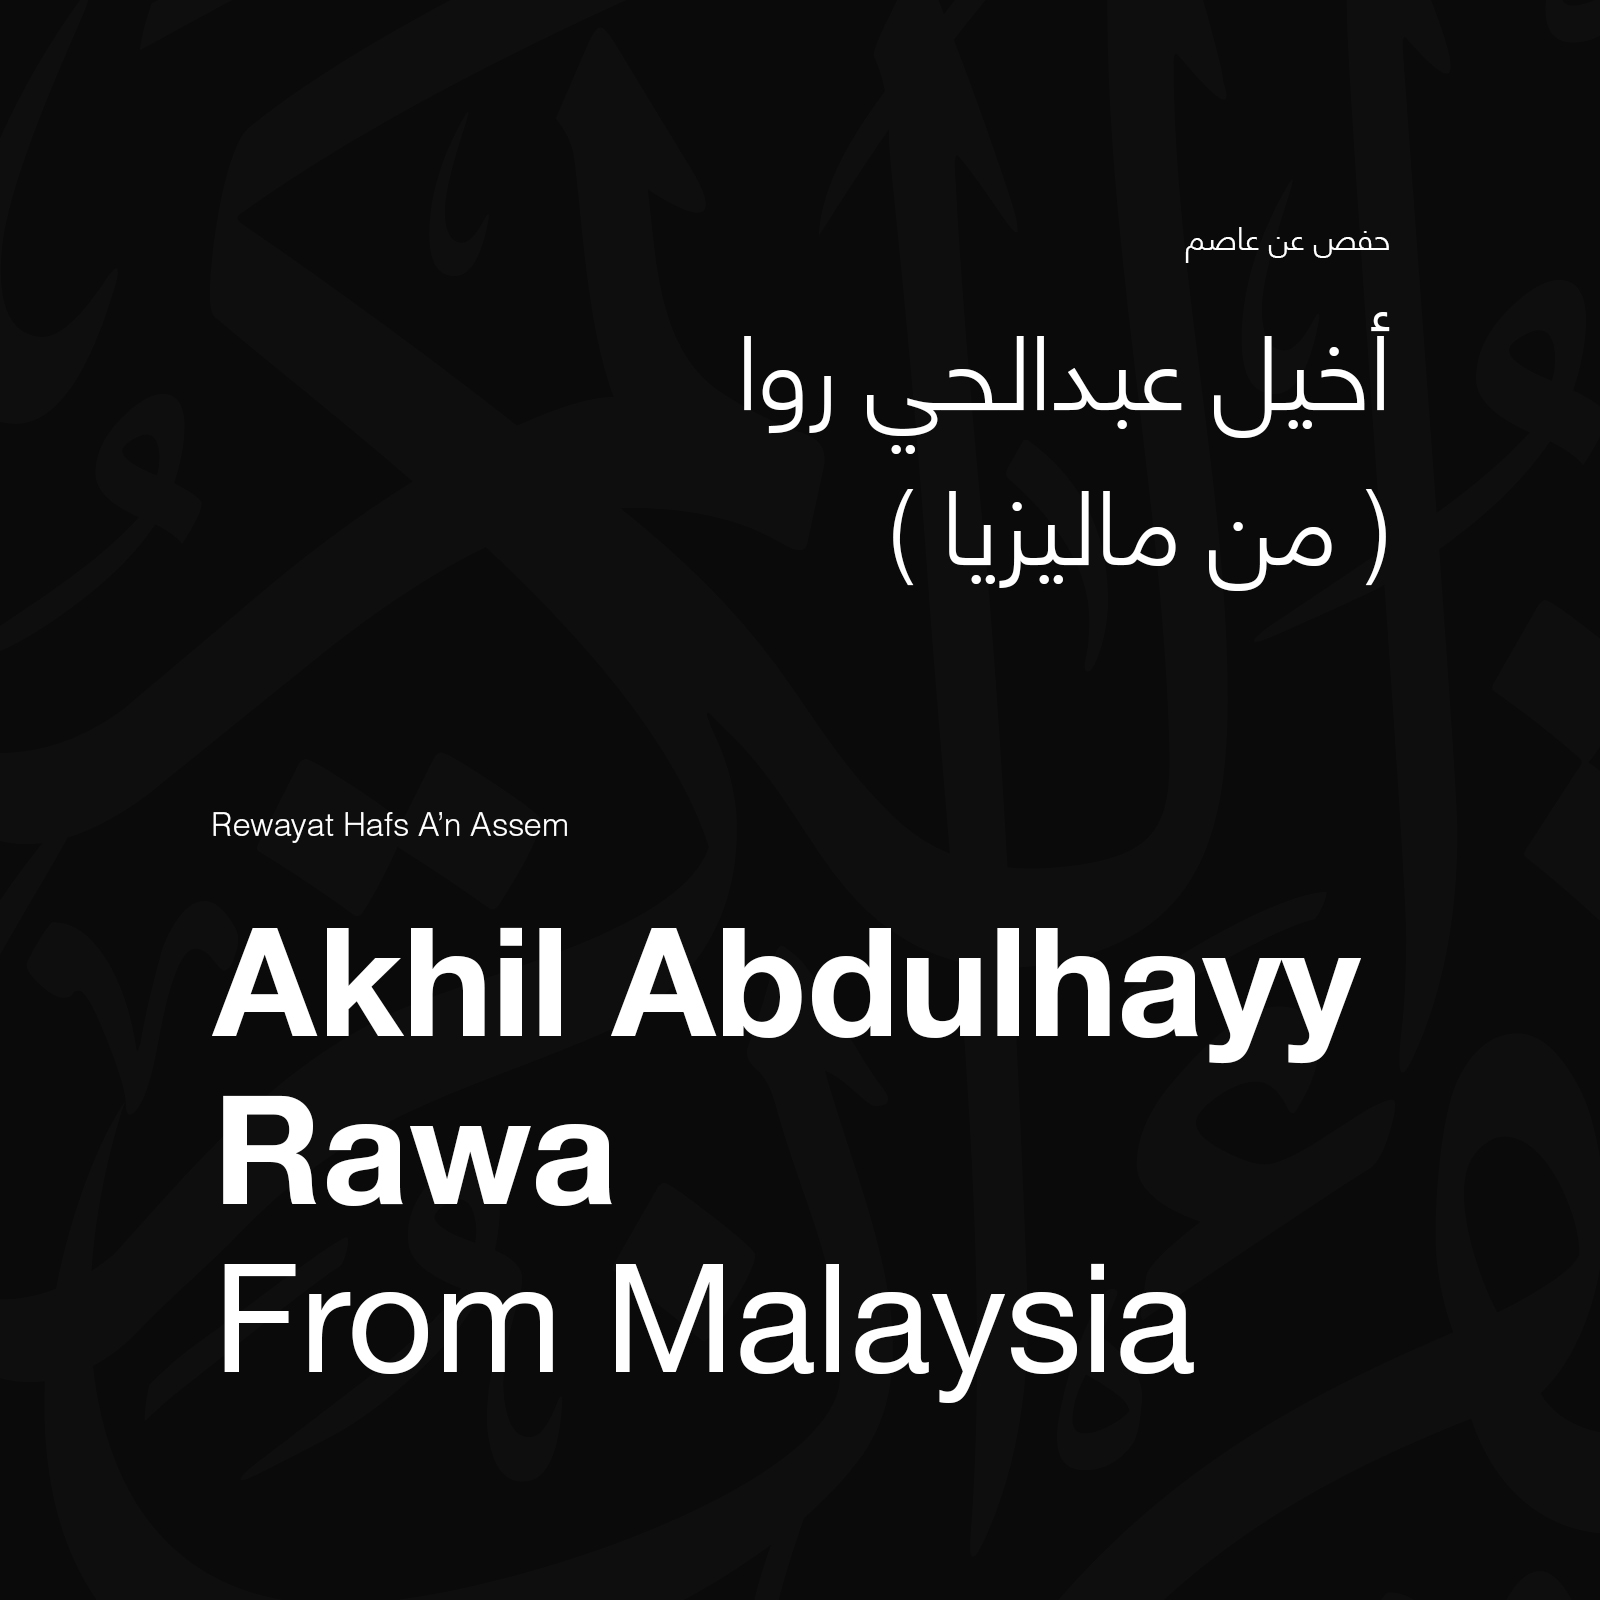 حفص عن عاصم
أخيل عبدالحي روا
( من ماليزيا )
Rewayat Hafs A’n Assem
Akhil Abdulhayy
Rawa
From Malaysia